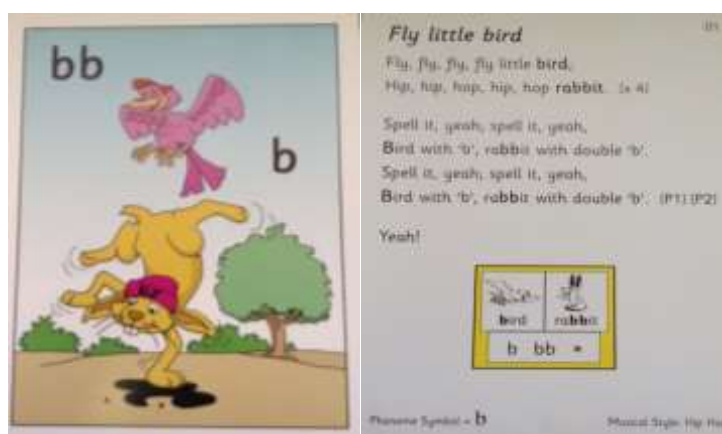 bb
b
Fly little bird
Fly, fly, fly, fly little bird,
Hip, hip, hop, hip, hop rabbit. (x 4)
Spell it, yeah, spell it, yeah,
Bird with 'b', rabbit with double 'b'.
Spell it, yeah, spell it, yeah,
Bird with 'b', rabbit with double 'b'. (P1) (P2)
Yeah!
bird rabbit
b bb
Phoneme Symbol = b
Musical Style: Hip